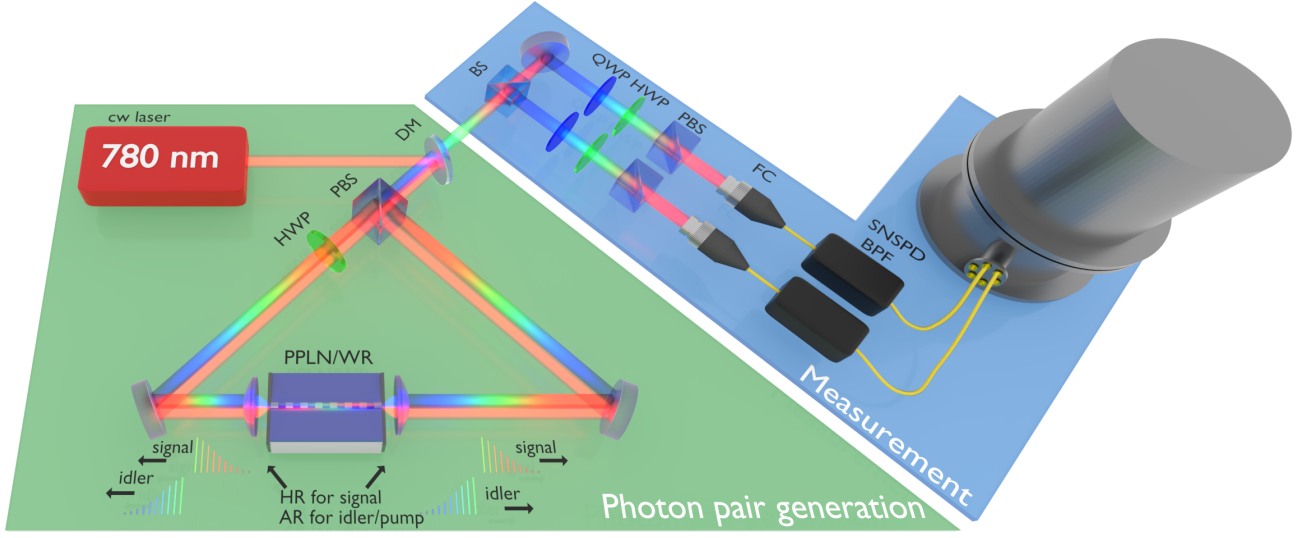 cw laser
780 nm
DM
PBS
HWP
BS
QWP HWP
PBS
FC
SNSPD
BPF
PPLN/WR
signal
idler
signal
idler
HR for signal
AR for idler/pump
Photon pair generation
Measurement